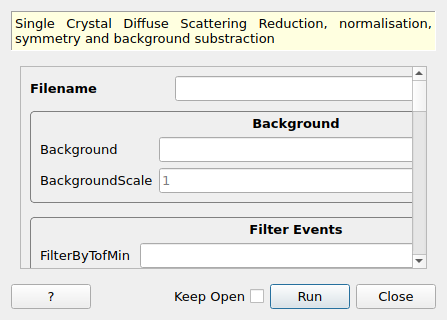 Single Crystal Diffuse Scattering Reduction, normalisation,
symmetry and background substraction
Filename
Background
Background
BackgroundScale 1
Filter Events
FilterByTofMin
? Keep Open Run Close